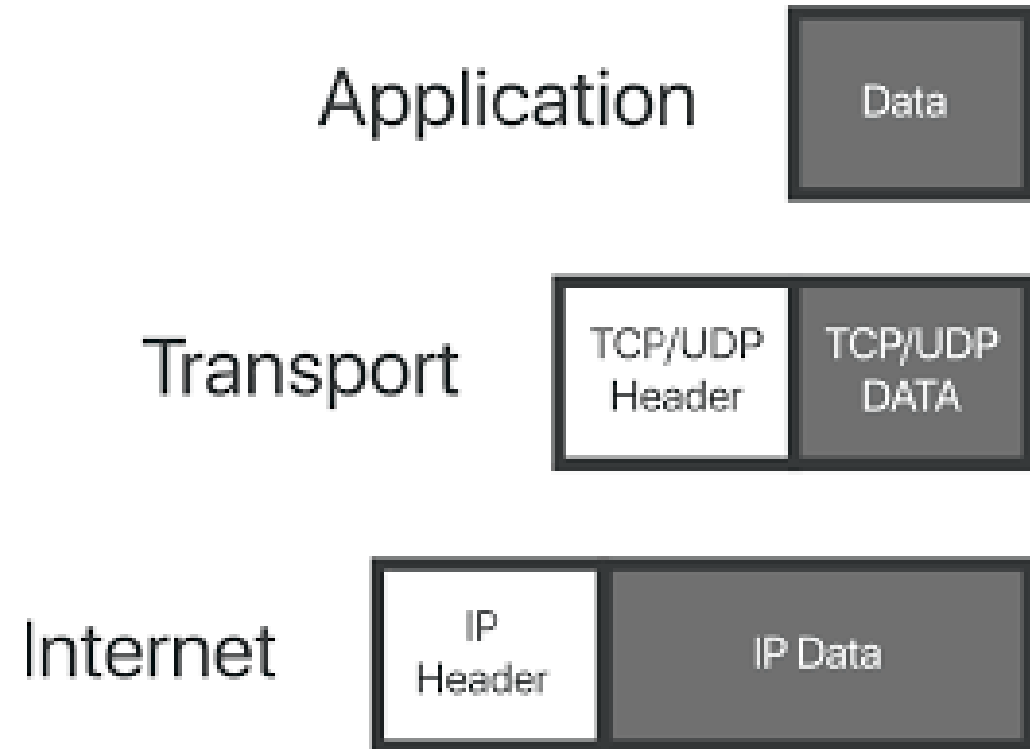 Application
Data
Transport
TCP/UDP
Header
TCP/UDP
DATA
Internet
IP
Header
IP Data